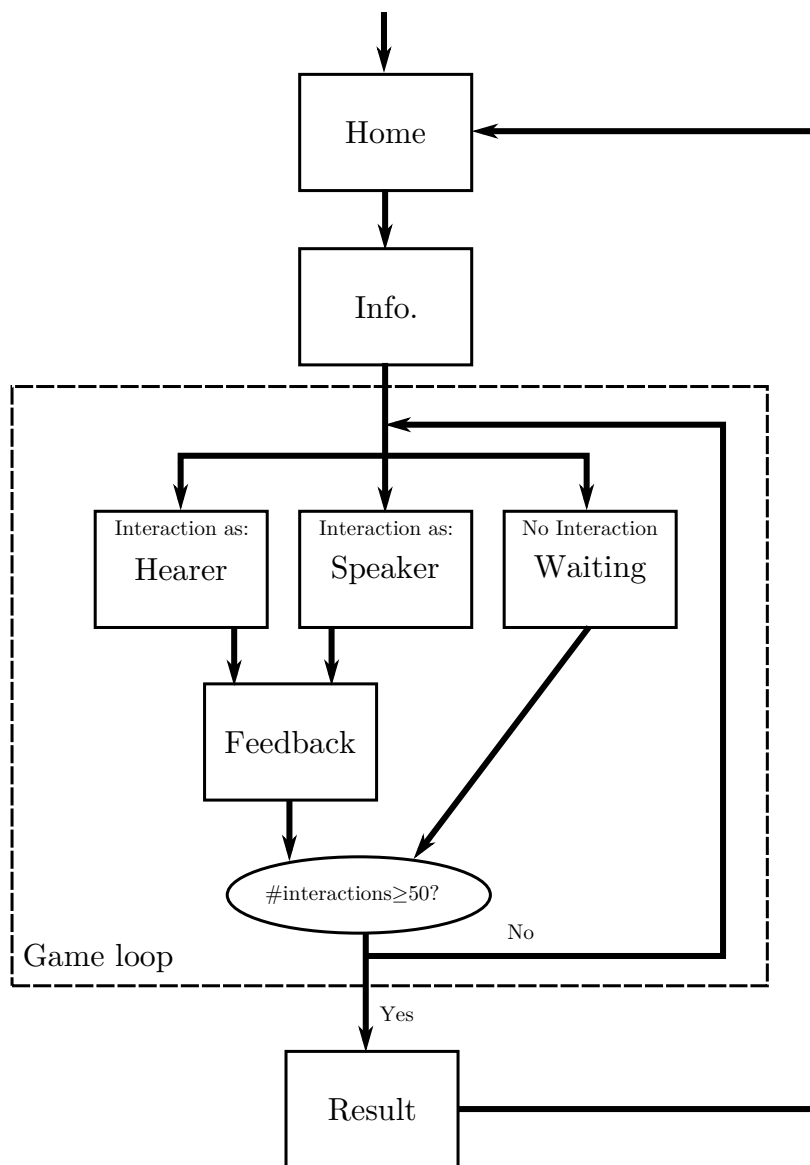 Home
Info.
Interaction as:
Hearer
Interaction as:
Speaker
No Interaction
Waiting
Feedback
#interactions≥50?
No
Game loop
Yes
Result